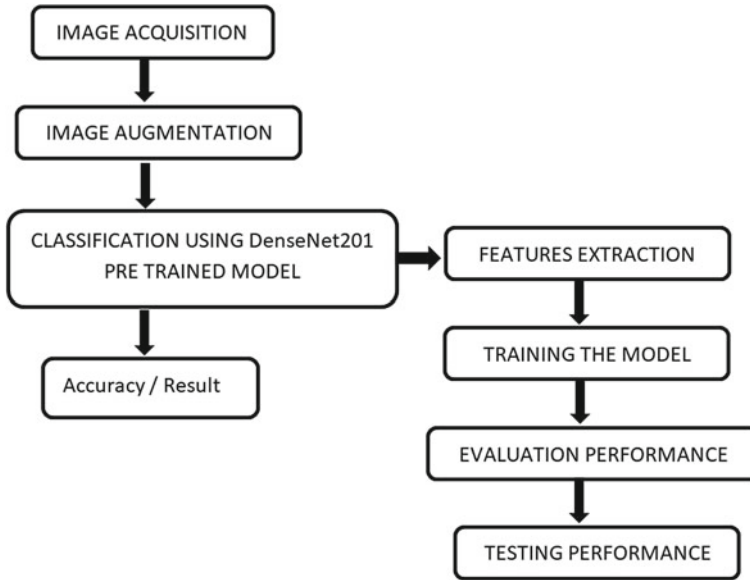 IMAGE ACQUISITION
IMAGE AUGMENTATION
CLASSIFICATION USING DenseNet201
PRE TRAINED MODEL
Accuracy / Result
FEATURES EXTRACTION
TRAINING THE MODEL
EVALUATION PERFORMANCE
TESTING PERFORMANCE